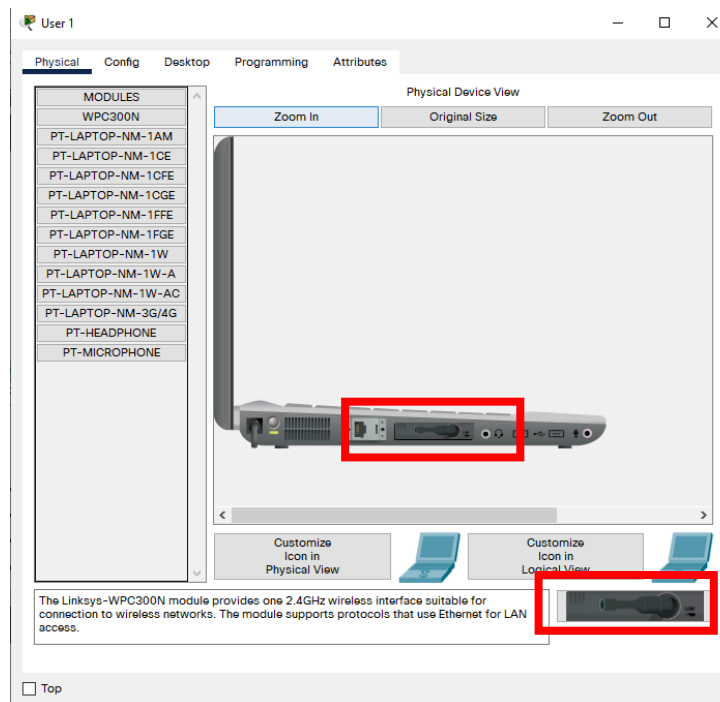 User 1
Physical Config Desktop Programming Attributes
MODULES
WPC300N
PT-LAPTOP-NM-1AM
PT-LAPTOP-NM-1CE
PT-LAPTOP-NM-1CFE
PT-LAPTOP-NM-1CGE
PT-LAPTOP-NM-1FFE
PT-LAPTOP-NM-1FGE
PT-LAPTOP-NM-1W
PT-LAPTOP-NM-1W-A
PT-LAPTOP-NM-1W-AC
PT-LAPTOP-NM-3G/4G
PT-HEADPHONE
PT-MICROPHONE
Physical Device View
Zoom In Original Size Zoom Out
Customize
Icon in
Physical View
Customize
Icon in
Logical View
The Linksys-WPC300N module provides one 2.4GHz wireless interface suitable for
connection to wireless networks. The module supports protocols that use Ethernet for LAN
access.
Top